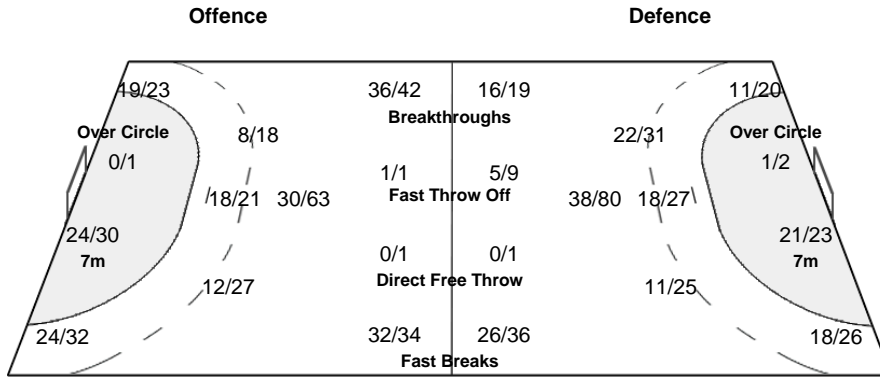 Offence Defence
19/23 36/42 16/19 11/20
Breakthroughs
Over Circle 8/18 22/31 Over Circle
0/1 1/1 5/9 1/2
18/21 30/63 Fast Throw Off 38/80 18/27
24/30 21/23
7m 0/1 0/1 7m
12/27 Direct Free Throw 11/25
24/32 32/34 26/36 18/26
Fast Breaks